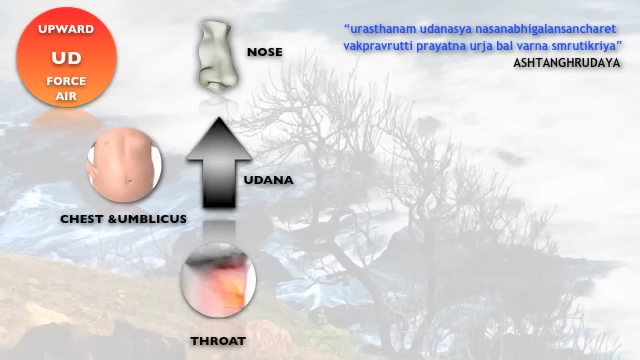 UPWARD
UD
FORCE
AIR
NOSE
“urasthanam udanasya nasanabhigalansancharet
vakpravrutti prayatna urja bal varna smrutikriya”
ASHTANGHRUDAYA
UDANA
CHEST &UMBLICUS
THROAT